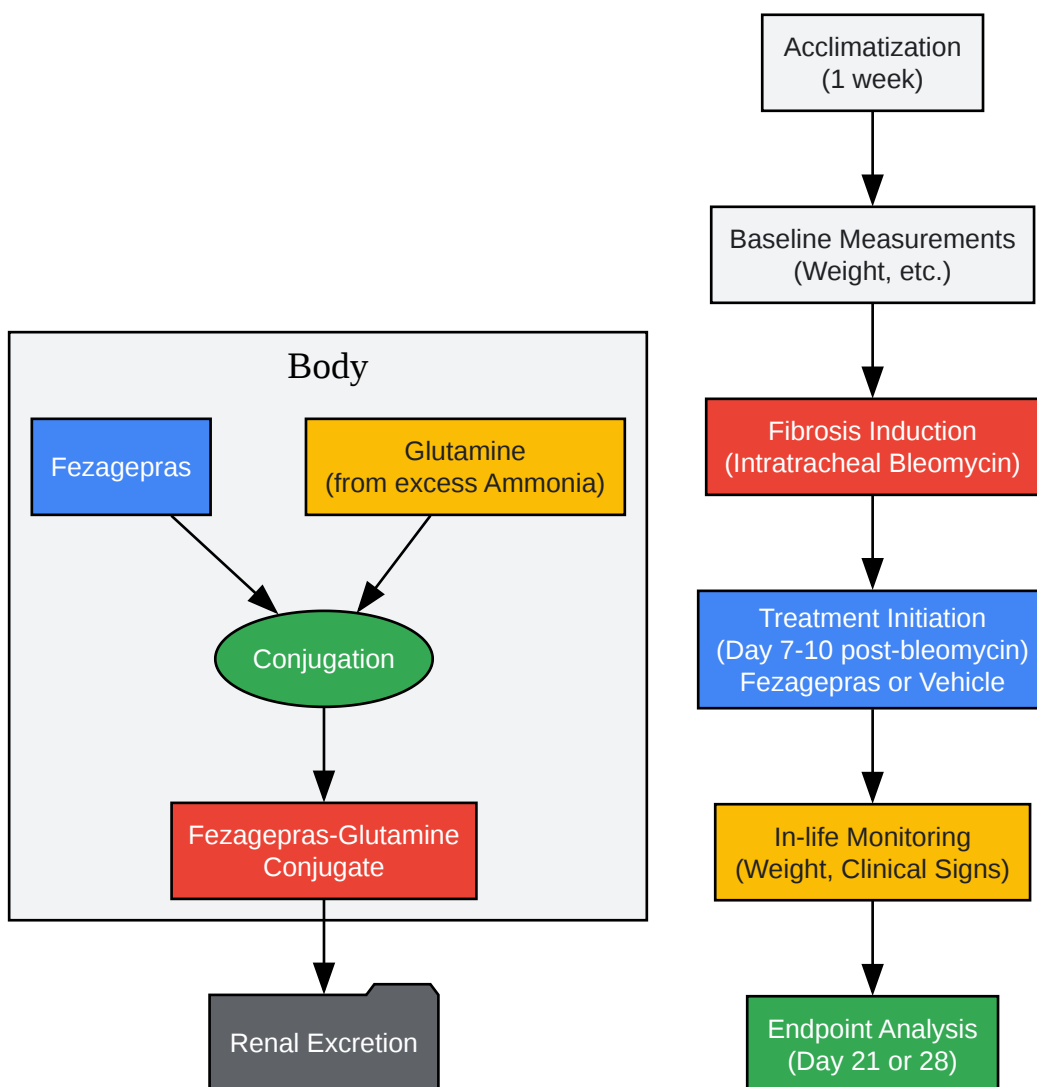 Body
Fezagepras
Glutamine
(from excess Ammonia)
Conjugation
Fezagepras-Glutamine
Conjugate
Renal Excretion
Acclimatization
(1 week)
Baseline Measurements
(Weight, etc.)
Fibrosis Induction
(Intratracheal Bleomycin)
Treatment Initiation
(Day 7-10 post-bleomycin)
Fezagepras or Vehicle
In-life Monitoring
(Weight, Clinical Signs)
Endpoint Analysis
(Day 21 or 28)